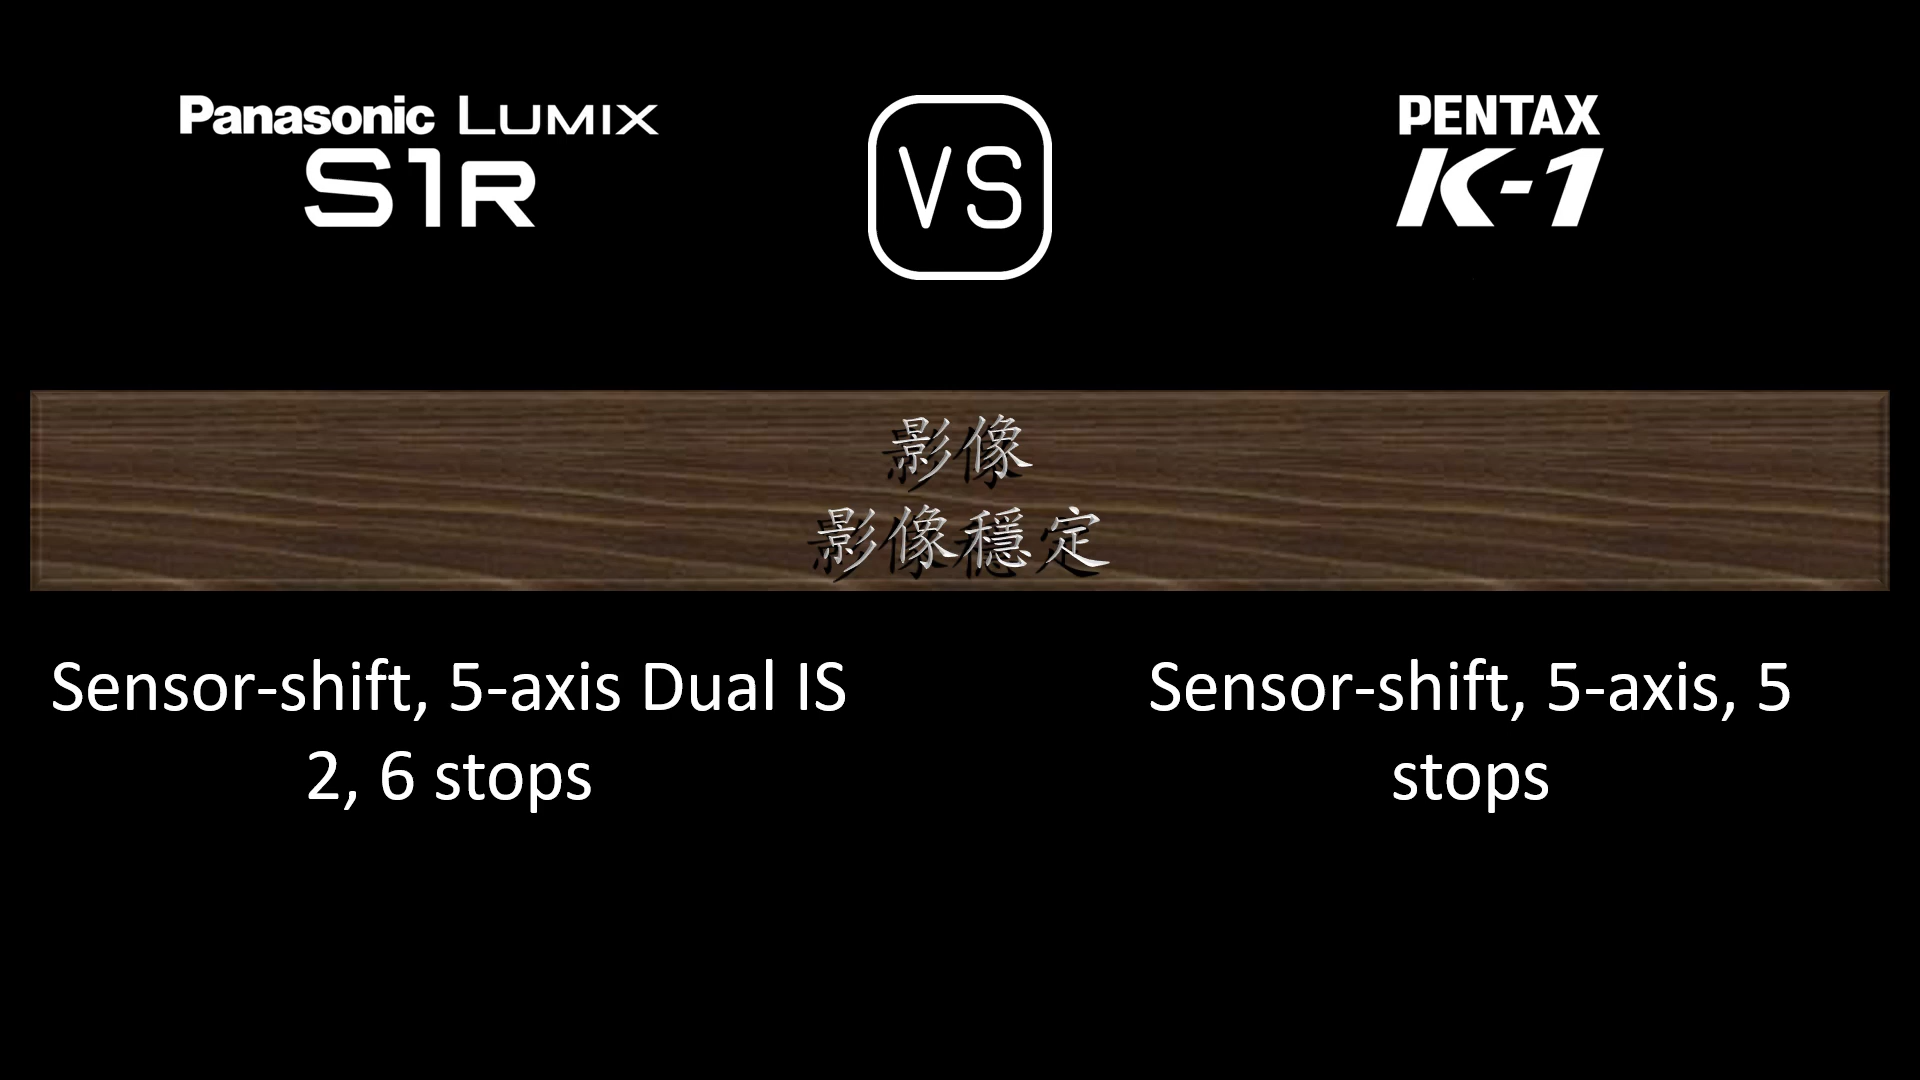 Panasonic LUMIX
S1R
VS
PENTAX
K-1
影像
影像穩定
Sensor-shift, 5-axis Dual IS
2, 6 stops
Sensor-shift, 5-axis, 5
stops